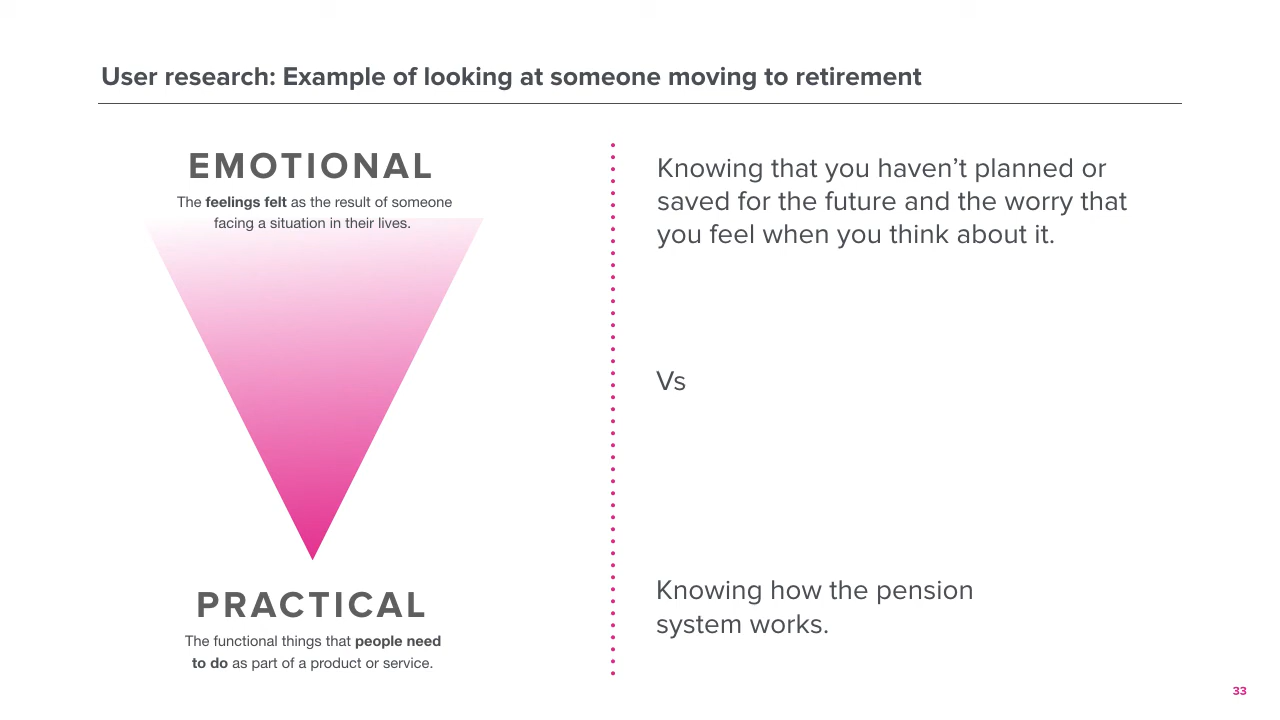 User research: Example of looking at someone moving to retirement
EMOTIONAL
The feelings felt as the result of someone
facing a situation in their lives.
PRACTICAL
The functional things that people need
to do as part of a product or service.
Knowing that you haven’t planned or
saved for the future and the worry that
you feel when you think about it.
Vs
Knowing how the pension
system works.
33